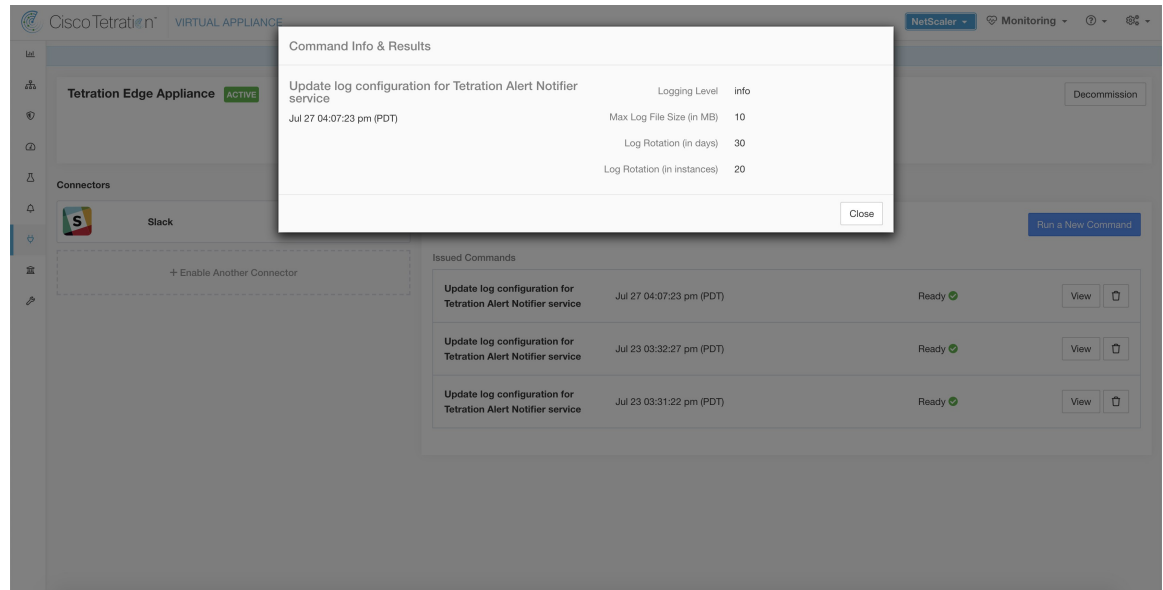 Cisco Tetration™ VIRTUAL APPLIANCE
NetScaler Monitoring
Command Info & Results
Update log configuration for Tetration Alert Notifier
service
Jul 27 04:07:23 pm (PDT)
Logging Level info
Max Log File Size (in MB) 10
Log Rotation (in days) 30
Log Rotation (in instances) 20
Close
Tetration Edge Appliance ACTIVE
Decommission
Connectors
S Slack
+ Enable Another Connector
Run a New Command
Issued Commands
Update log configuration for
Tetration Alert Notifier service
Jul 27 04:07:23 pm (PDT)
Ready
View
Update log configuration for
Tetration Alert Notifier service
Jul 23 03:32:27 pm (PDT)
Ready
View
Update log configuration for
Tetration Alert Notifier service
Jul 23 03:31:22 pm (PDT)
Ready
View